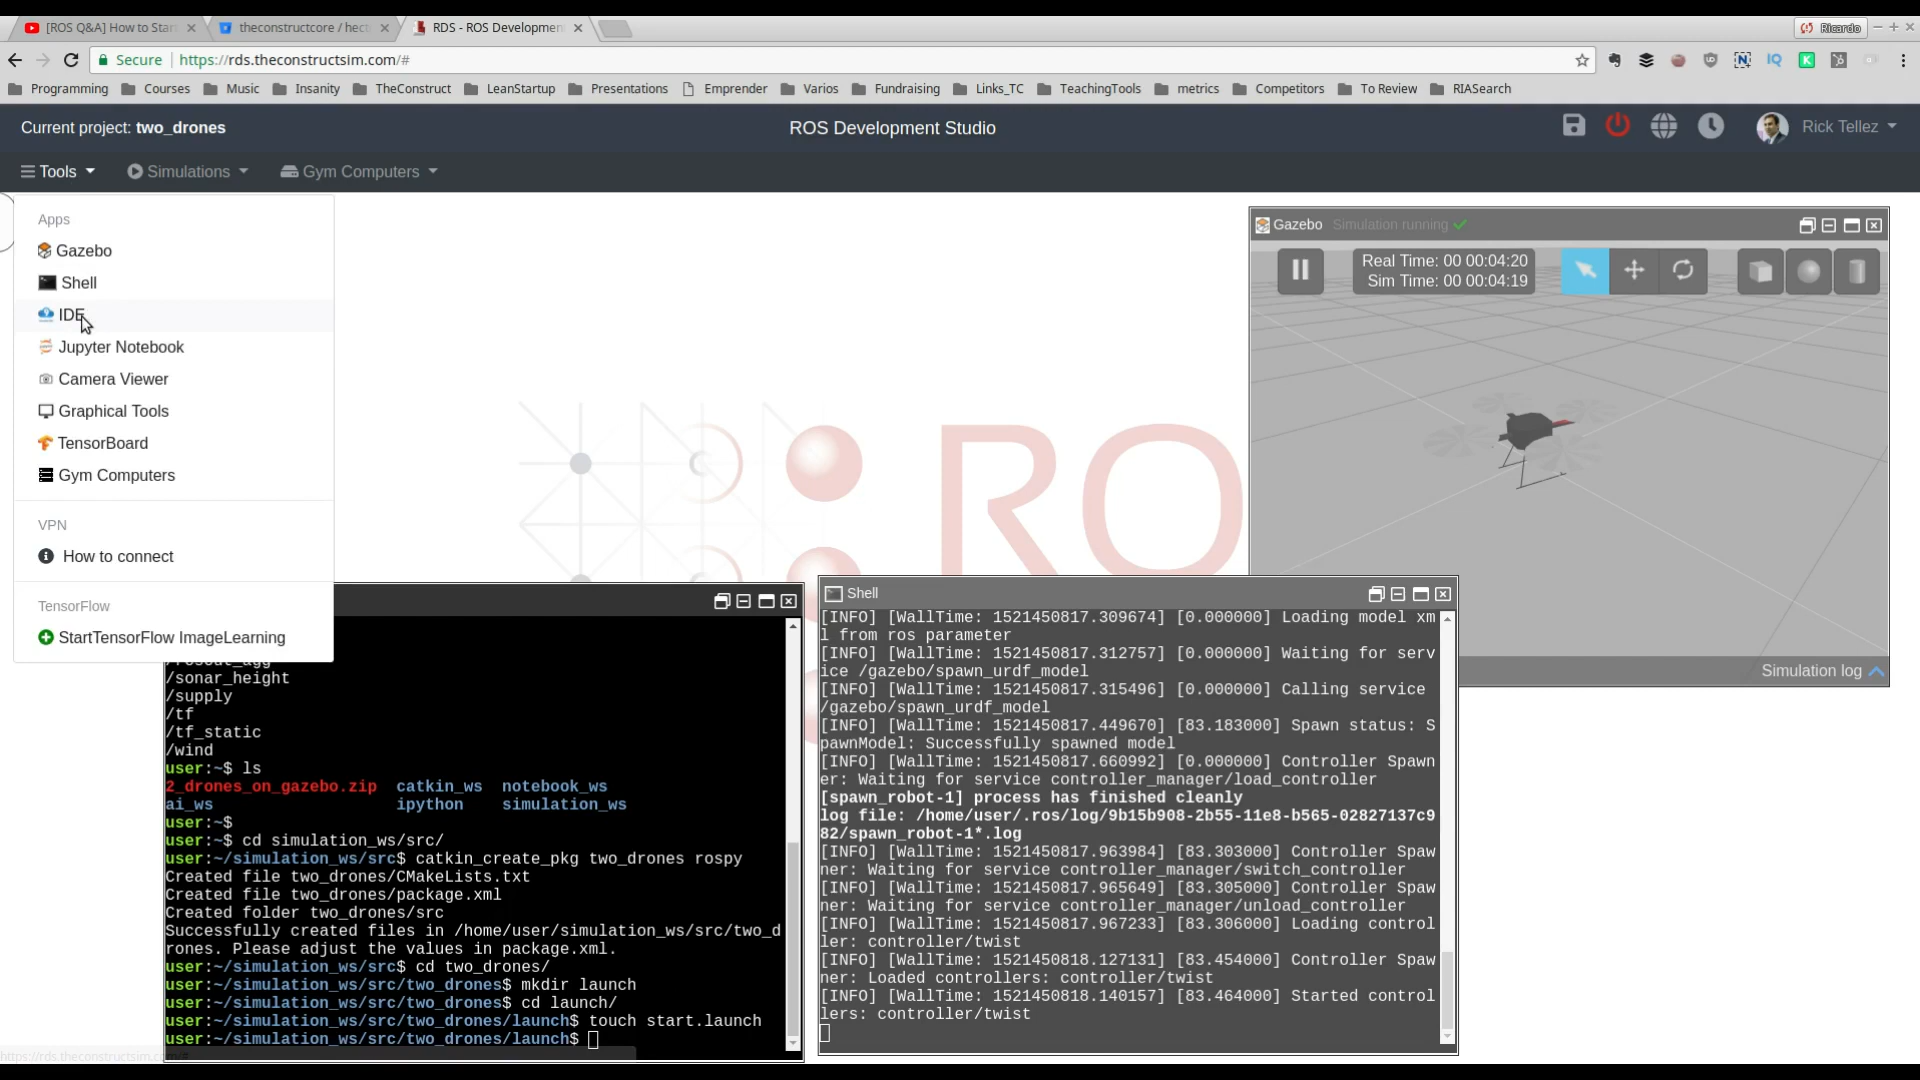 [ROS Q&A] How to Star
theconstructcore / hect
RDS - ROS Developmen
Ricardo
Secure
https://rds.theconstructsim.com/#
Programming
Courses
Music
Insanity
TheConstruct
LeanStartup
Presentations
Emprender
Varios
Fundraising
Links_TC
TeachingTools
metrics
Competitors
To Review
RIASearch
Current project: two_drones
ROS Development Studio
Rick Tellez
Tools
Simulations
Gym Computers
Apps
Gazebo
Shell
IDE
Jupyter Notebook
Camera Viewer
Graphical Tools
TensorBoard
Gym Computers
VPN
How to connect
TensorFlow
StartTensorFlow ImageLearning
RO
Gazebo Simulation running
Real Time: 00 00:04:20
Sim Time: 00 00:04:19
Simulation log
/rosout_agg
/sonar_height
/supply
/tf
/tf_static
/wind
user:~$ ls
2_drones_on_gazebo.zip catkin_ws notebook_ws
ai_ws ipython simulation_ws
user:~$
user:~$ cd simulation_ws/src/
user:~/simulation_ws/src$ catkin_create_pkg two_drones rospy
Created file two_drones/CMakeLists.txt
Created file two_drones/package.xml
Created folder two_drones/src
Successfully created files in /home/user/simulation_ws/src/two_d
rones. Please adjust the values in package.xml.
user:~/simulation_ws/src$ cd two_drones/
user:~/simulation_ws/src/two_drones$ mkdir launch
user:~/simulation_ws/src/two_drones$ cd launch/
user:~/simulation_ws/src/two_drones/launch$ touch start.launch
user:~/simulation_ws/src/two_drones/launch$
Shell
[INFO] [WallTime: 1521450817.309674] [0.000000] Loading model xm
l from ros parameter
[INFO] [WallTime: 1521450817.312757] [0.000000] Waiting for serv
ice /gazebo/spawn_urdf_model
[INFO] [WallTime: 1521450817.315496] [0.000000] Calling service
/gazebo/spawn_urdf_model
[INFO] [WallTime: 1521450817.449670] [83.183000] Spawn status: S
pawnModel: Successfully spawned model
[INFO] [WallTime: 1521450817.660992] [0.000000] Controller Spawn
er: Waiting for service controller_manager/load_controller
[spawn_robot-1] process has finished cleanly
log file: /home/user/.ros/log/9b15b908-2b55-11e8-b565-02827137c9
82/spawn_robot-1*.log
[INFO] [WallTime: 1521450817.963984] [83.303000] Controller Spaw
ner: Waiting for service controller_manager/switch_controller
[INFO] [WallTime: 1521450817.965649] [83.305000] Controller Spaw
ner: Waiting for service controller_manager/unload_controller
[INFO] [WallTime: 1521450817.967233] [83.306000] Loading control
ler: controller/twist
[INFO] [WallTime: 1521450818.127131] [83.454000] Controller Spaw
ner: Loaded controllers: controller/twist
[INFO] [WallTime: 1521450818.140157] [83.464000] Started control
lers: controller/twist
https://rds.theconstructsim.com/#